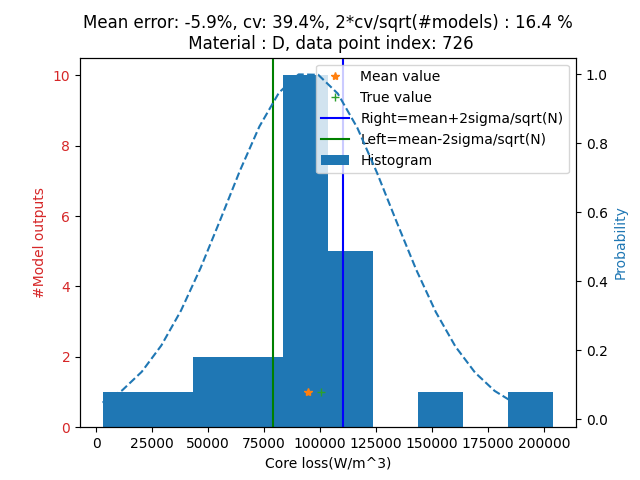 Mean error: -5.9%, cv: 39.4%, 2*cv/sqrt(#models) : 16.4 %
Material : D, data point index: 726
Mean value
True value
Right=mean+2sigma/sqrt(N)
Left=mean-2sigma/sqrt(N)
Histogram
#Model outputs
10
8
6
4
2
0
1.0
0.8
0.6
0.4
0.2
0.0
Probability
0 25000 50000 75000 100000 125000 150000 175000 200000
Core loss(W/m^3)